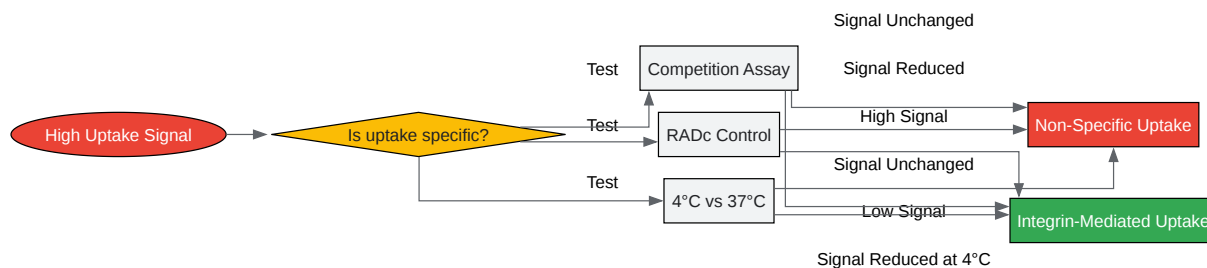 Signal Unchanged
Test
Competition Assay
Signal Reduced
High Uptake Signal
Is uptake specific?
Test
RADc Control
High Signal
Non-Specific Uptake
Signal Unchanged
Test
4°C vs 37°C
Low Signal
Integrin-Mediated Uptake
Signal Reduced at 4°C